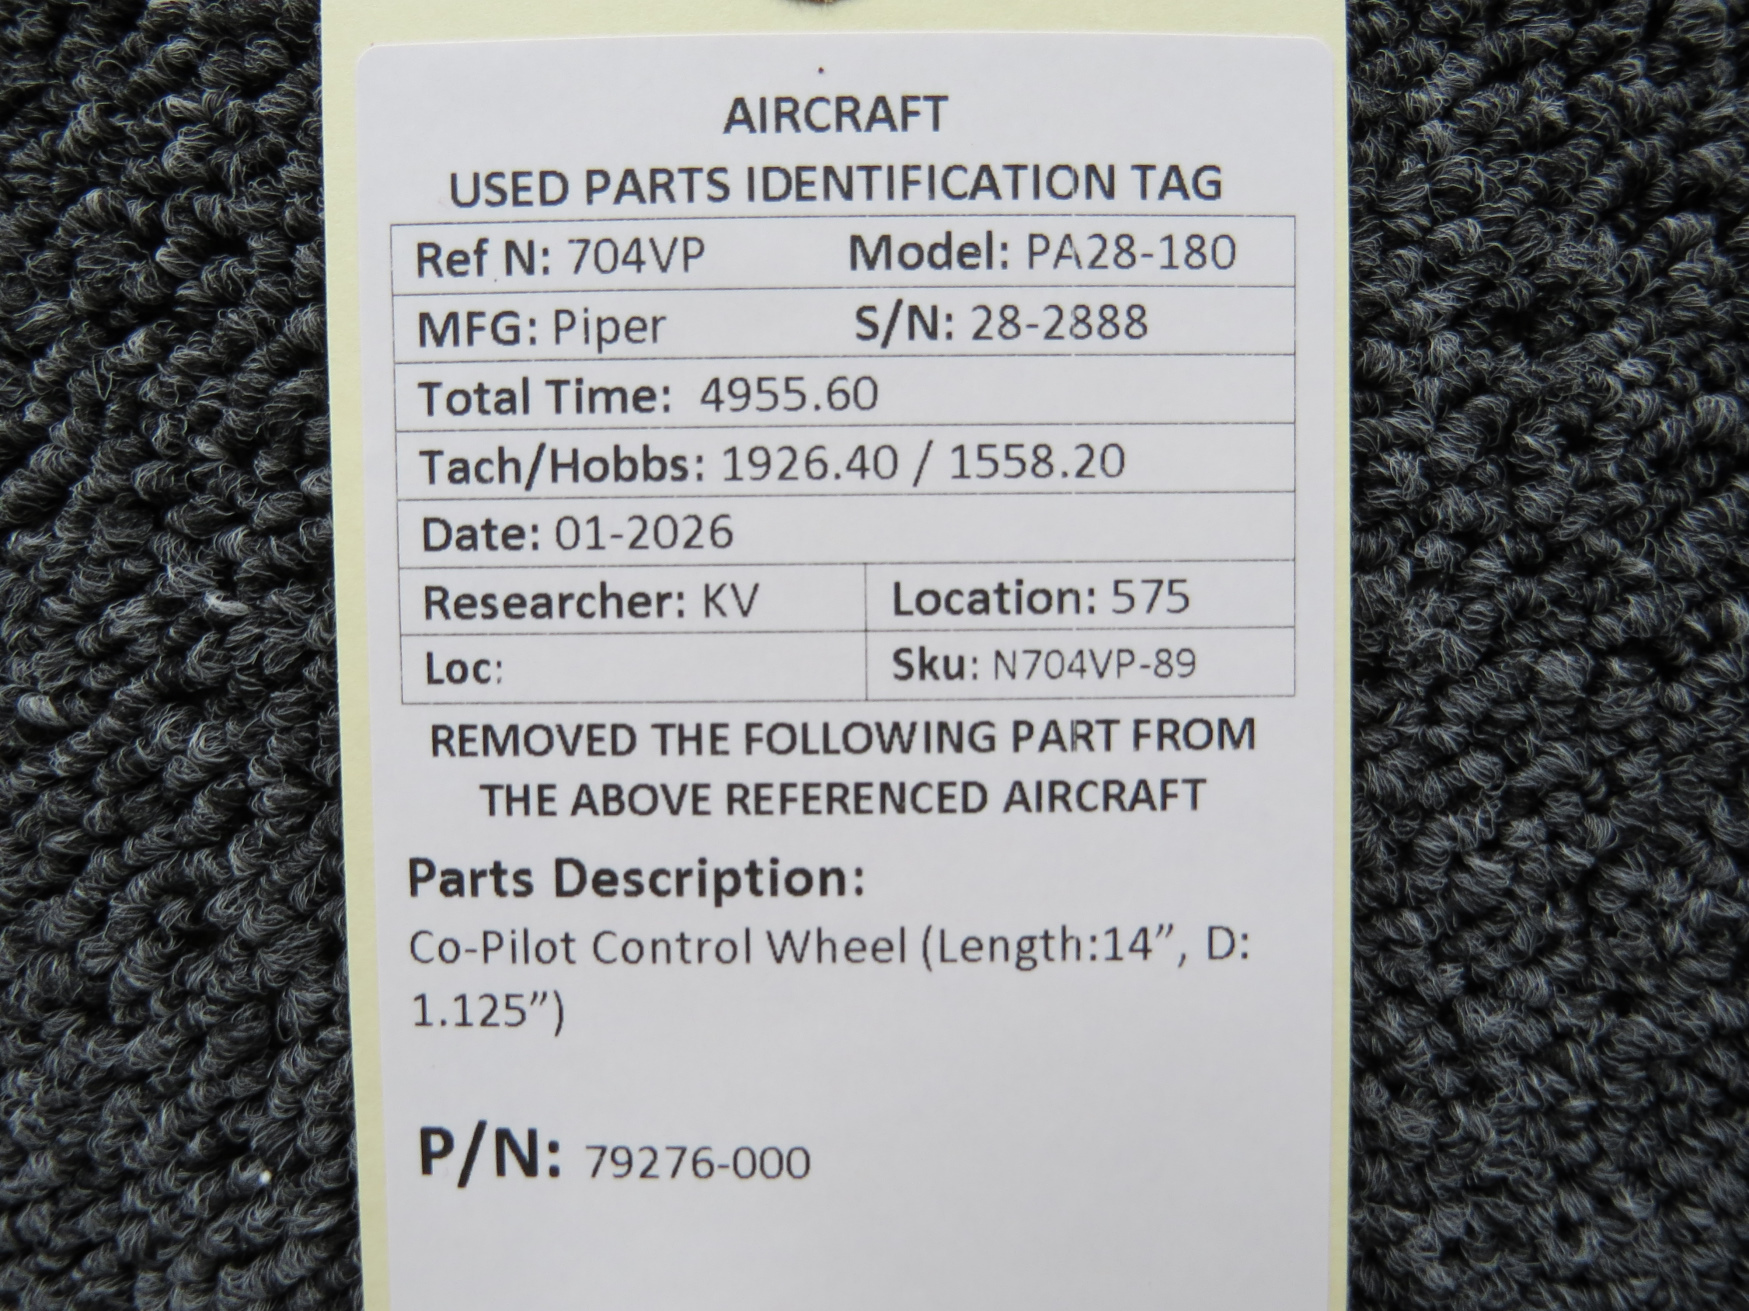 AIRCRAFT
USED PARTS IDENTIFICATION TAG
Ref N: 704VP Model: PA28-180
MFG: Piper S/N: 28-2888
Total Time: 4955.60
Tach/Hobbs: 1926.40 / 1558.20
Date: 01-2026
Researcher: KV Location: 575
Loc: Sku: N704VP-89
REMOVED THE FOLLOWING PART FROM
THE ABOVE REFERENCED AIRCRAFT
Parts Description:
Co-Pilot Control Wheel (Length:14”, D:
1.125”)
P/N: 79276-000